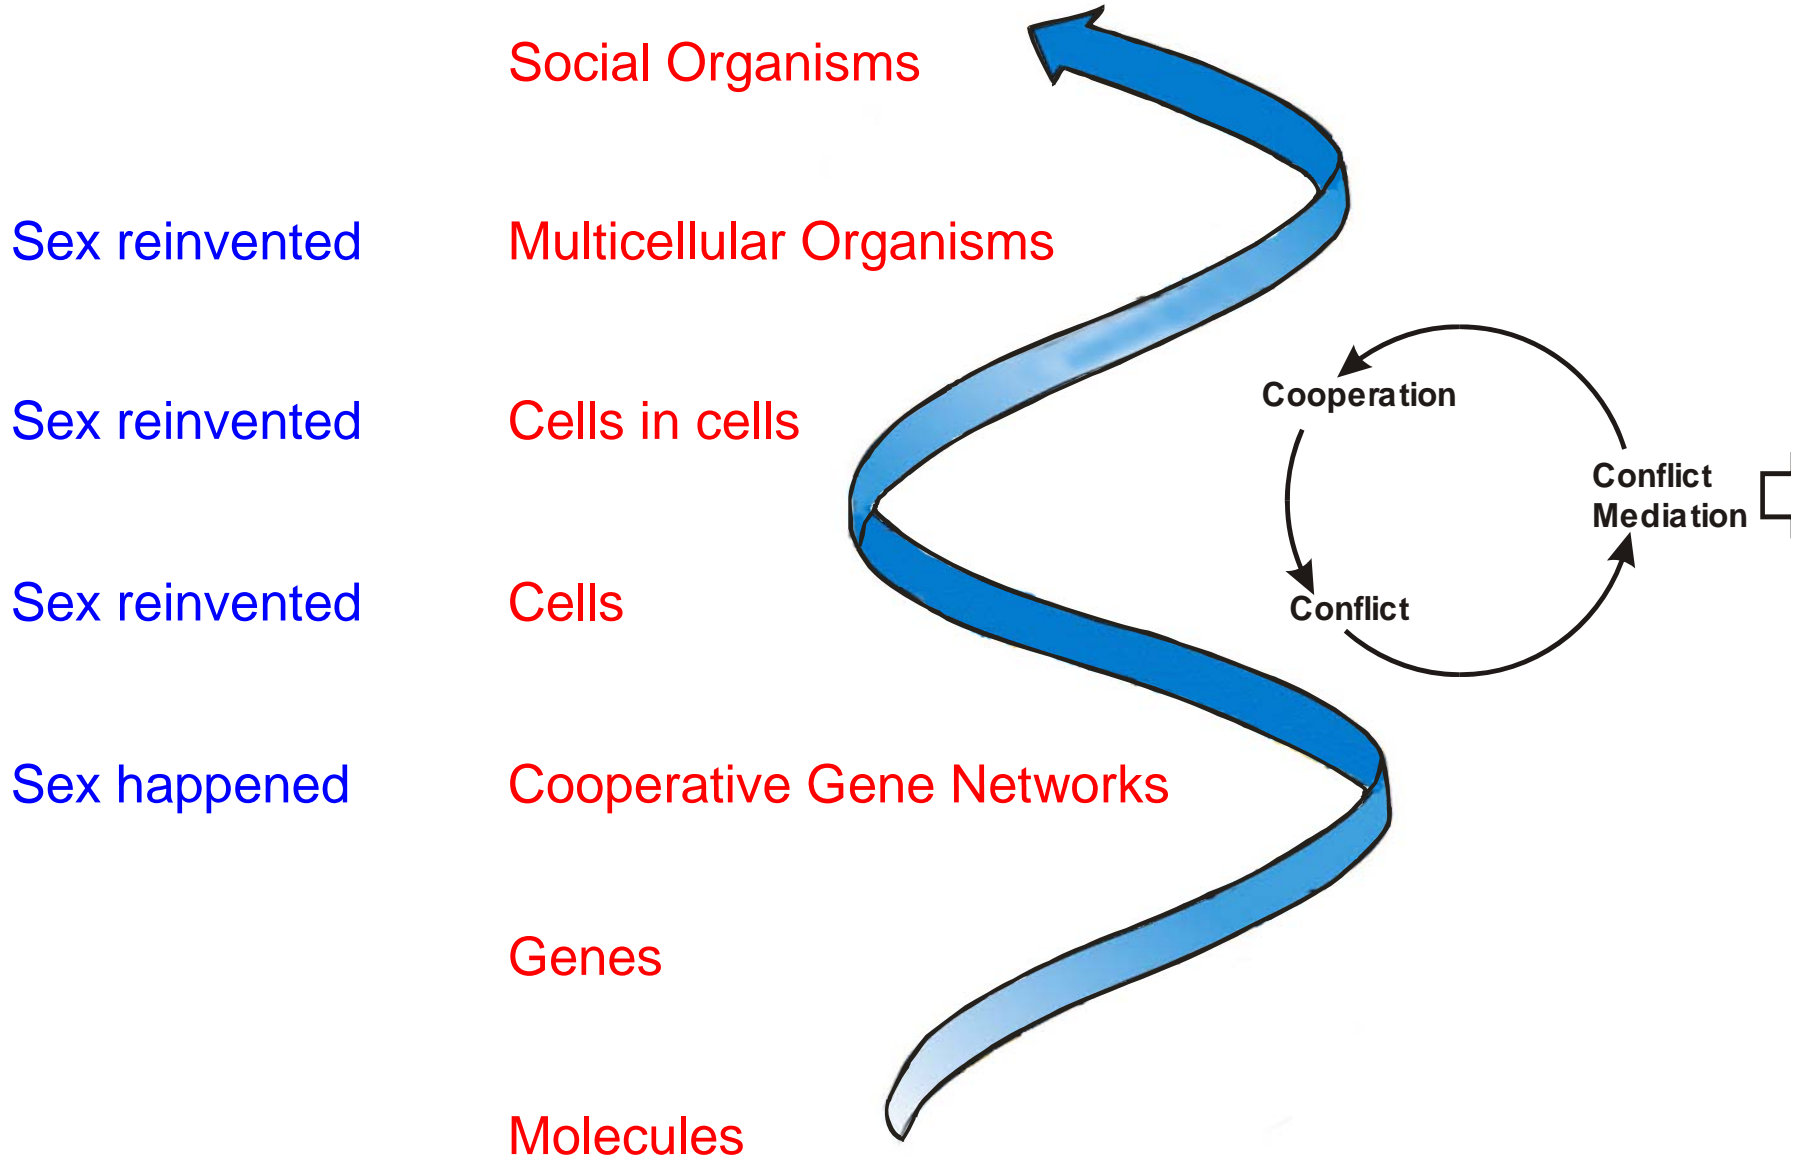 Social Organisms
Sex reinvented Multicellular Organisms
Sex reinvented Cells in cells
Cooperation
Conflict
Mediation
Sex reinvented Cells
Conflict
Sex happened Cooperative Gene Networks
Genes
Molecules